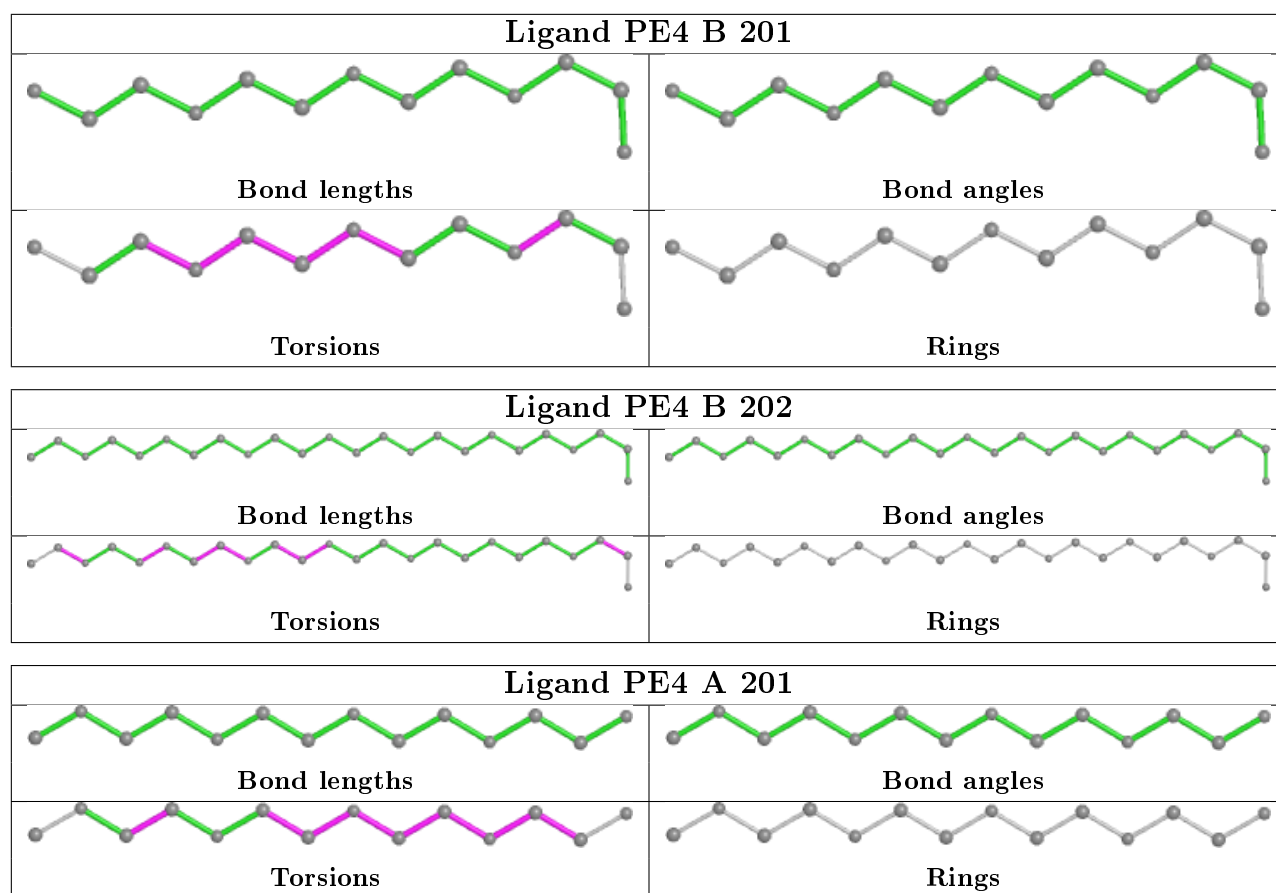 Ligand PE4 B 201
Bond lengths
Bond angles
Torsions
Rings
Ligand PE4 B 202
Bond lengths
Bond angles
Torsions
Rings
Ligand PE4 A 201
Bond lengths
Bond angles
Torsions
Rings